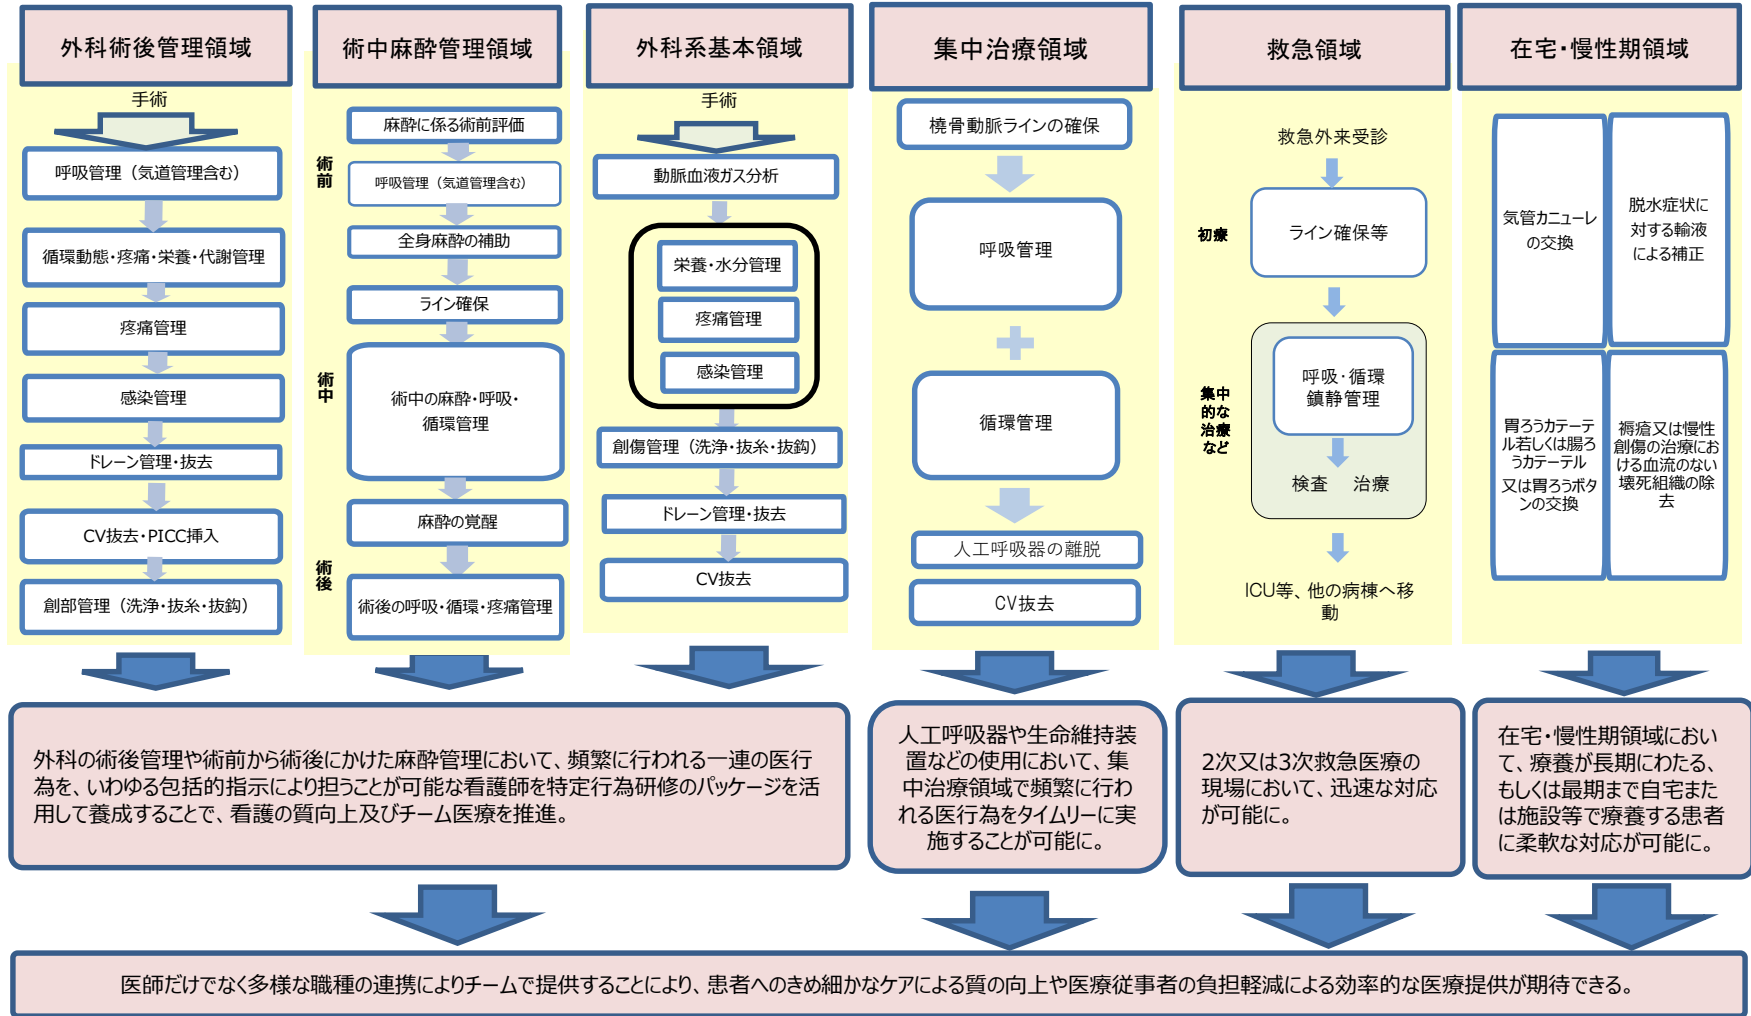 外科術後管理領域
手術
呼吸管理（気道管理含む）
循環動態・疼痛・栄養・代謝管理
疼痛管理
感染管理
ドレーン管理・抜去
CV抜去・PICC挿入
創部管理（洗浄・抜糸・抜鈎）
術中麻酔管理領域
術前
麻酔に係る術前評価
呼吸管理（気道管理含む）
全身麻酔の補助
ライン確保
術中
術中の麻酔・呼吸・
循環管理
麻酔の覚醒
術後
術後の呼吸・循環・疼痛管理
外科系基本領域
手術
動脈血液ガス分析
栄養・水分管理
疼痛管理
感染管理
創傷管理（洗浄・抜糸・抜鈎）
ドレーン管理・抜去
CV抜去
集中治療領域
橈骨動脈ラインの確保
呼吸管理
循環管理
人工呼吸器の離脱
CV抜去
救急領域
救急外来受診
初療
ライン確保等
集中
的な
治療
など
呼吸・循環
鎮静管理
検査　治療
ICU等、他の病棟へ移
動
在宅・慢性期領域
気管カニューレ
の交換
脱水症状に
対する輸液
による補正
胃ろうカテーテ
ル若しくは腸ろ
うカテーテル
又は胃ろうボタ
ンの交換
褥瘡又は慢性
創傷の治療にお
ける血流のない
壊死組織の除
去
外科の術後管理や術前から術後にかけた麻酔管理において、頻繁に行われる一連の医行
為を、いわゆる包括的指示により担うことが可能な看護師を特定行為研修のパッケージを活
用して養成することで、看護の質向上及びチーム医療を推進。
人工呼吸器や生命維持装
置などの使用において、集
中治療領域で頻繁に行わ
れる医行為をタイムリーに実
施することが可能に。
2次又は3次救急医療の
現場において、迅速な対応
が可能に。
在宅・慢性期領域におい
て、療養が長期にわたる、
もしくは最期まで自宅また
は施設等で療養する患者
に柔軟な対応が可能に。
医師だけでなく多様な職種の連携によりチームで提供することにより、患者へのきめ細かなケアによる質の向上や医療従事者の負担軽減による効率的な医療提供が期待できる。